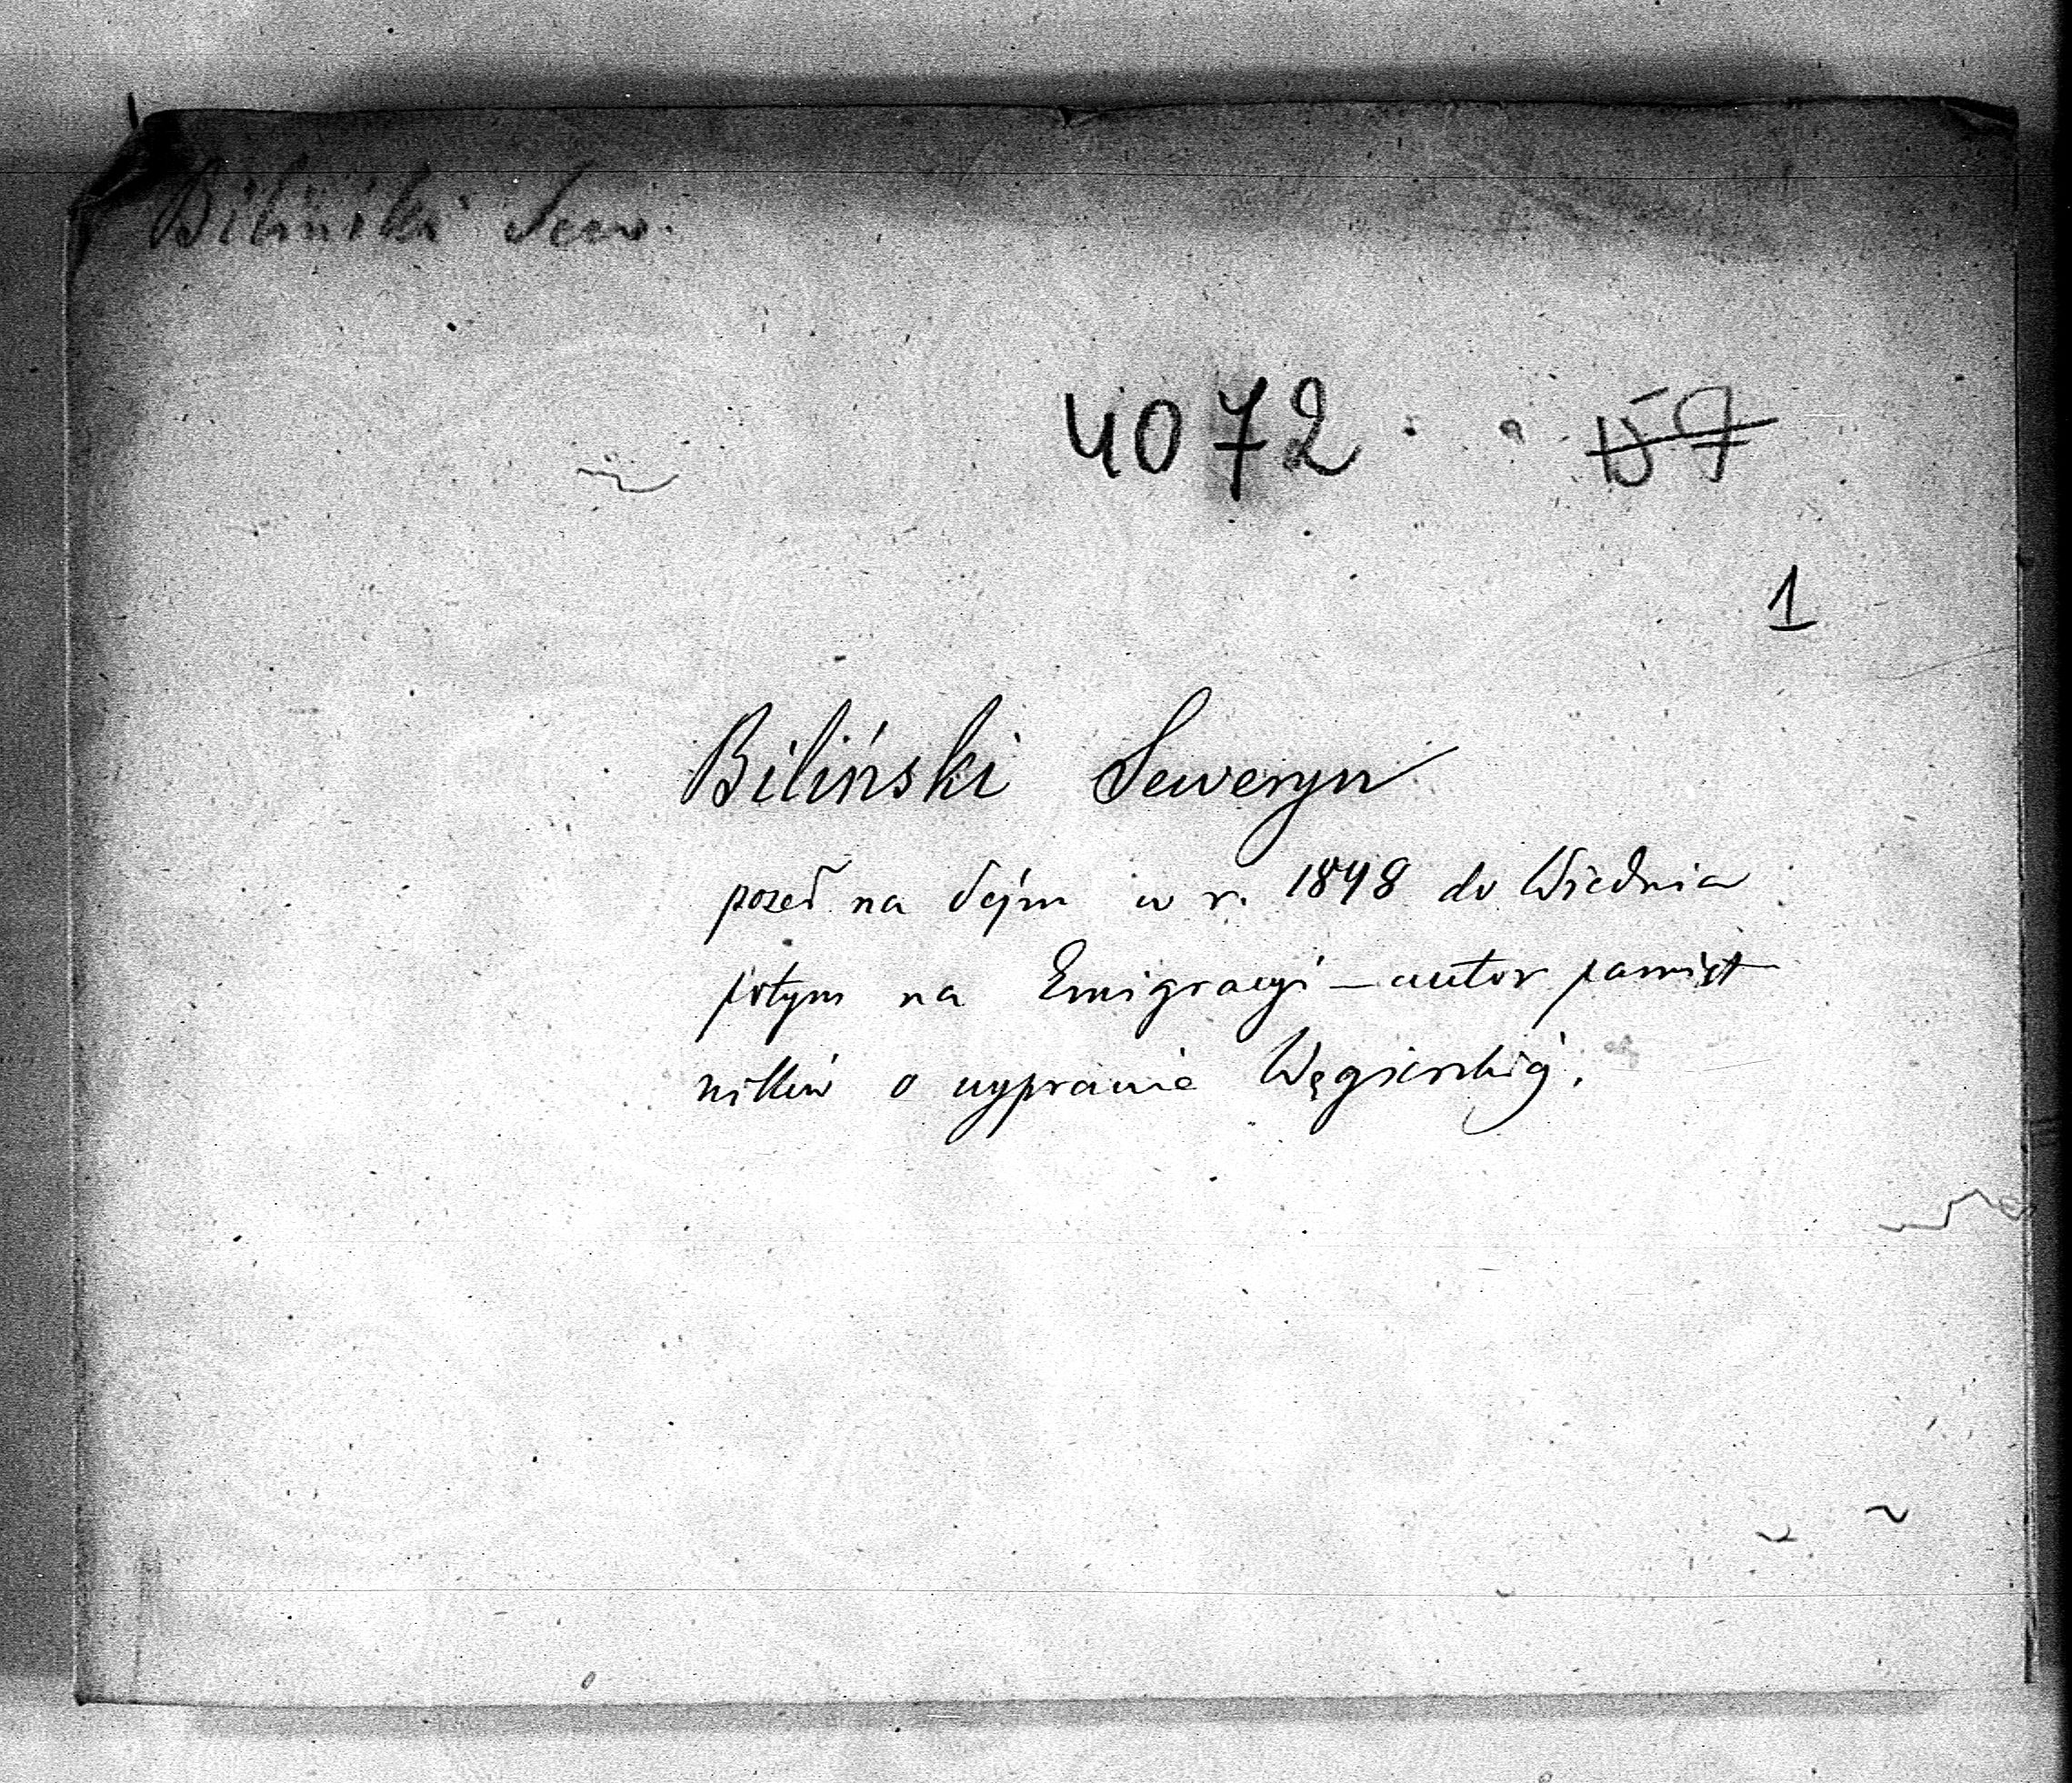 Biliński Sew.
4072 57
1
Biliński Seweryn
poseł na Sejm w r. 1848 do Wiednia
potym na Emigracyi – autor pamięt
ników o wyprawie Węgierskiej.